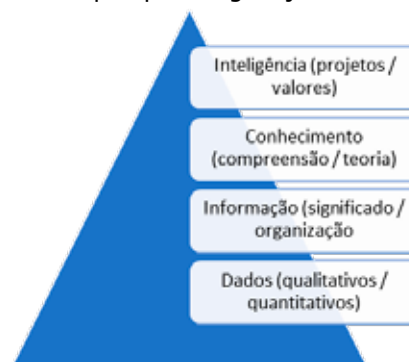 Inteligência (projetos /
valores)
Conhecimento
(compreensão / teoria)
Informação (significado /
organização
Dados (qualitativos /
quantitativos)